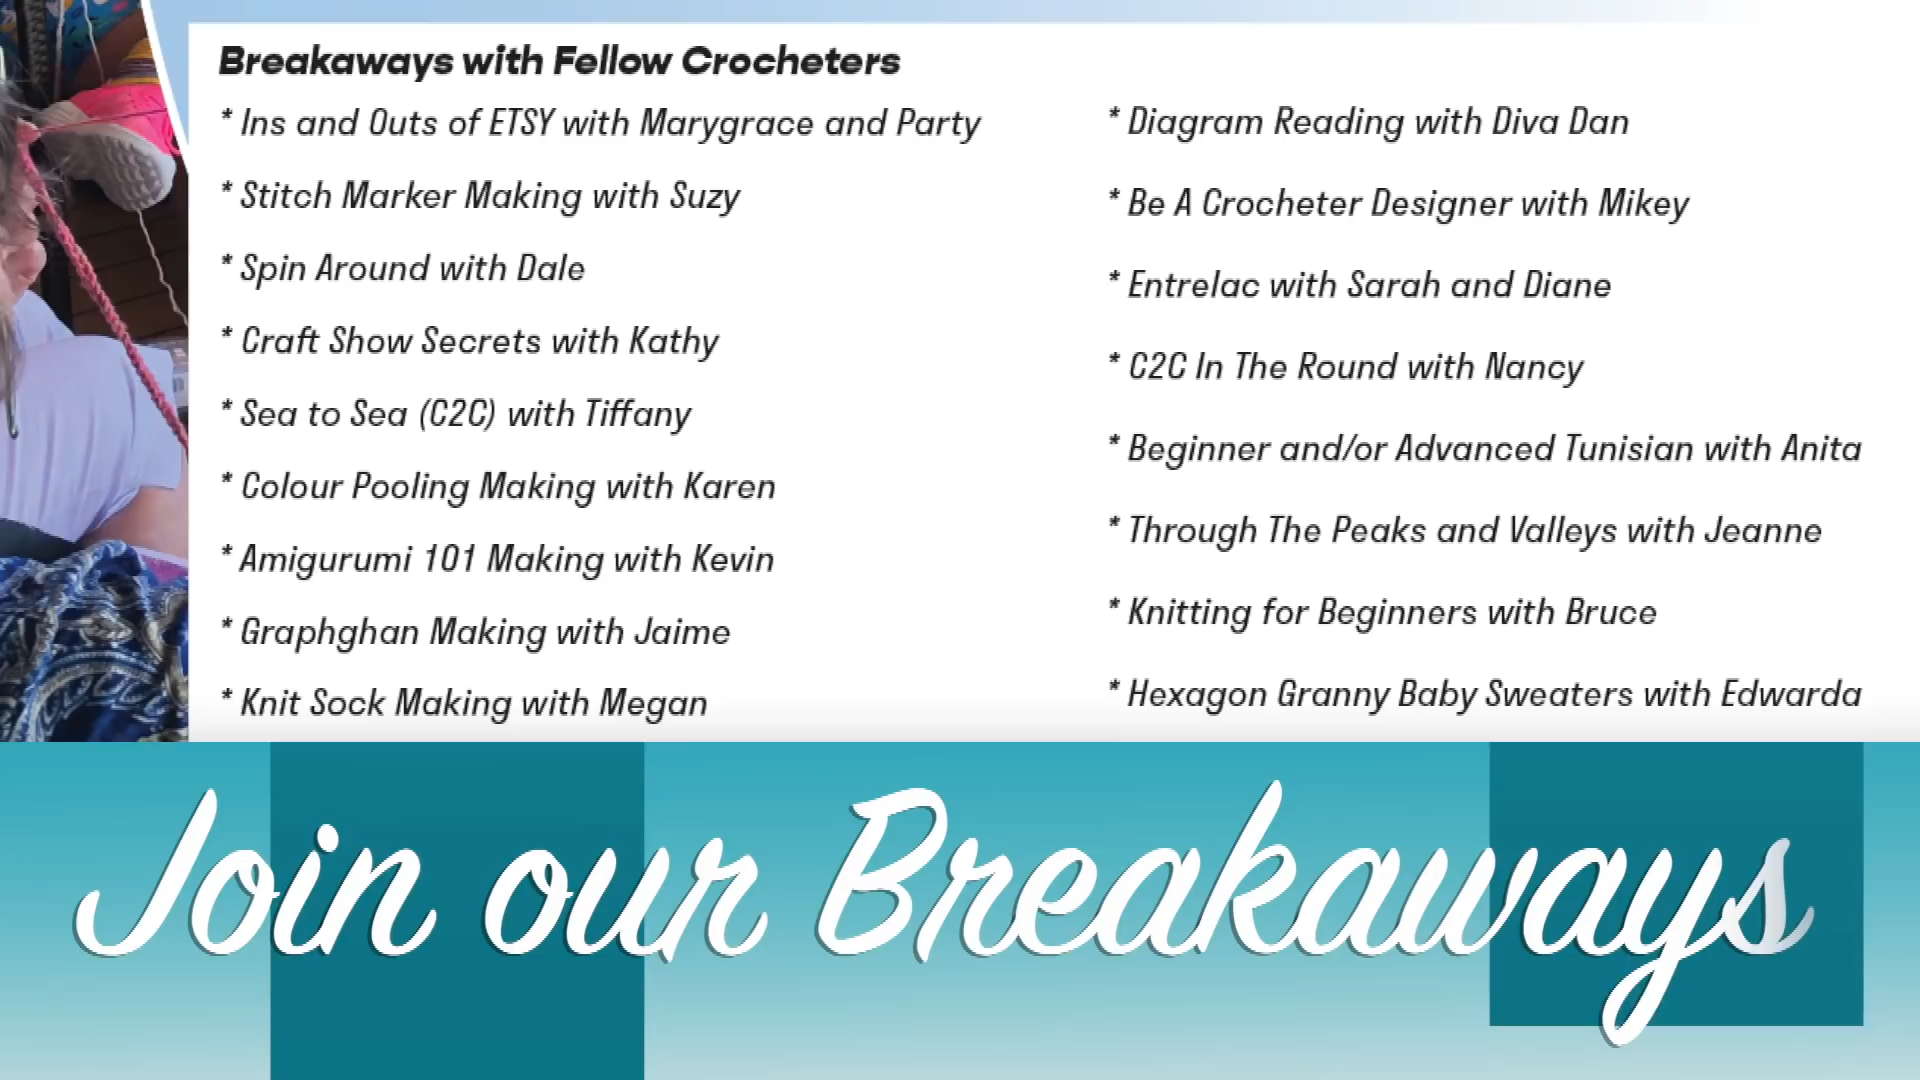 Breakaways with Fellow Crocheters
* Ins and Outs of ETSY with Marygrace and Party
* Stitch Marker Making with Suzy
* Spin Around with Dale
* Craft Show Secrets with Kathy
* Sea to Sea (C2C) with Tiffany
* Colour Pooling Making with Karen
* Amigurumi 101 Making with Kevin
* Graphghan Making with Jaime
* Knit Sock Making with Megan
* Diagram Reading with Diva Dan
* Be A Crocheter Designer with Mikey
* Entrelac with Sarah and Diane
* C2C In The Round with Nancy
* Beginner and/or Advanced Tunisian with Anita
* Through The Peaks and Valleys with Jeanne
* Knitting for Beginners with Bruce
* Hexagon Granny Baby Sweaters with Edwarda
Join our Breakaways